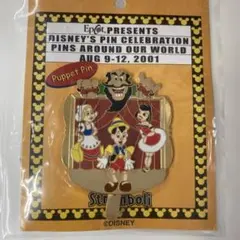 Epcot PRESENTS
DISNEY'S PIN CELEBRATION
PINS AROUND OUR WORLD
AUG 9-12, 2001
Puppet Pin
Stromboli
©DISNEY